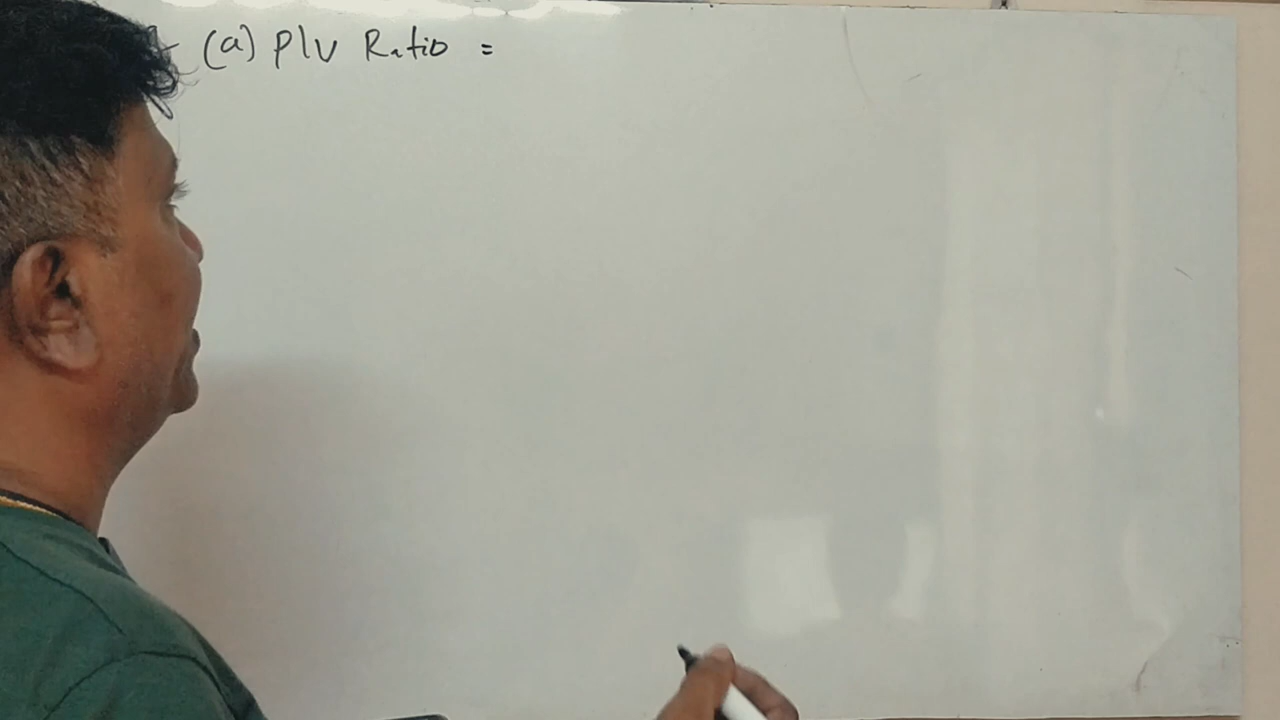 (a) P/V Ratio =